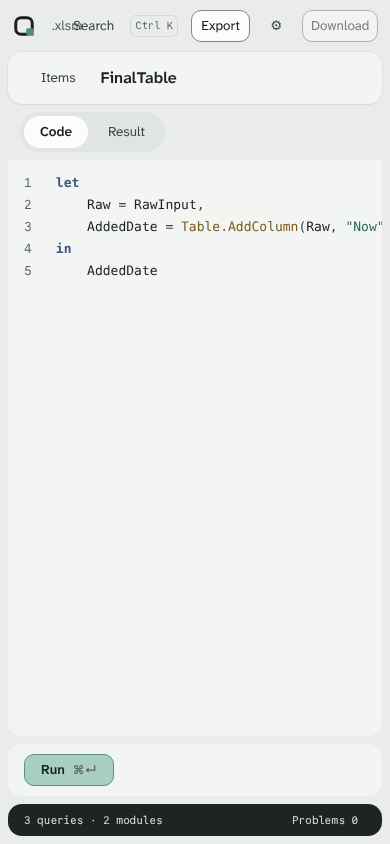 .xlsm Search Ctrl K Export ⚙ Download
Items FinalTable
Code Result
1 let
2 Raw = RawInput,
3 AddedDate = Table.AddColumn(Raw, "Now"
4 in
5 AddedDate
Run ⌘↵
3 queries · 2 modules Problems 0